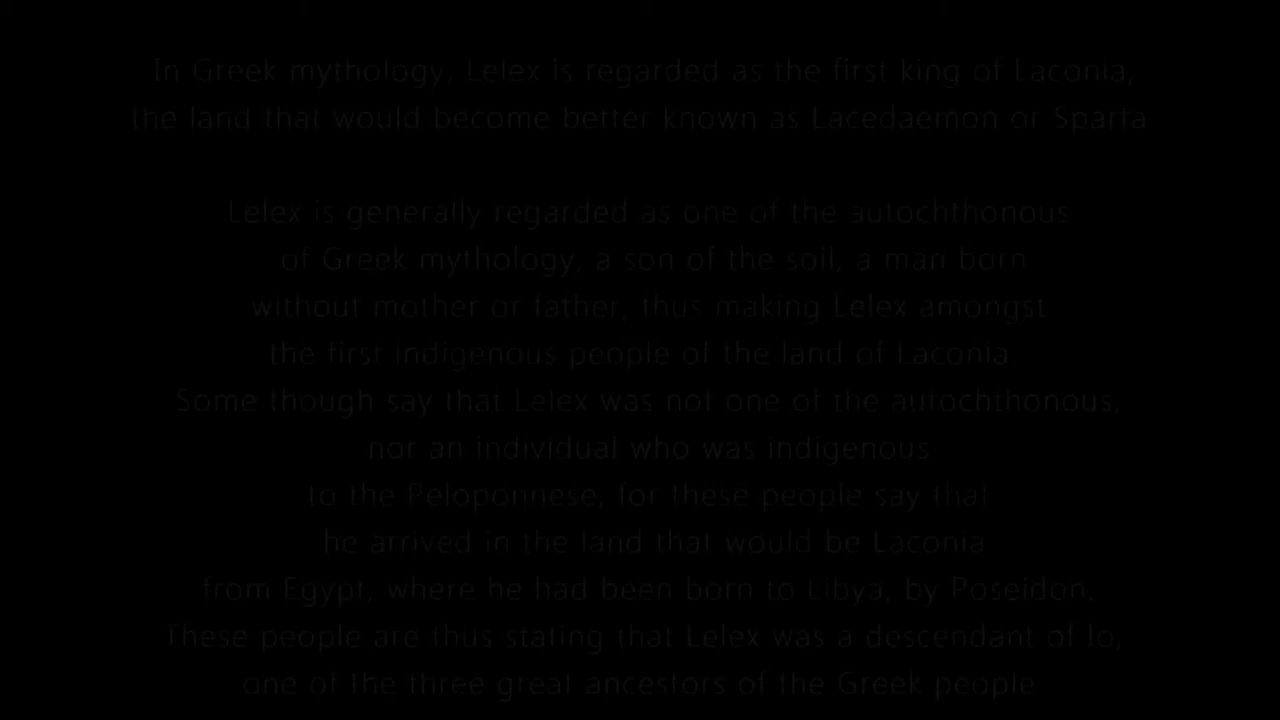 In Greek mythology, Lelex is regarded as the first king of Laconia,
the land that would become better known as Lacedaemon or Sparta
Lelex is generally regarded as one of the autochthonous
of Greek mythology, a son of the soil, a man born
without mother or father, thus making Lelex amongst
the first indigenous people of the land of Laconia.
Some though say that Lelex was not one of the autochthonous,
nor an individual who was indigenous
to the Peloponnese, for these people say that
he arrived in the land that would be Laconia
from Egypt, where he had been born to Libya, by Poseidon.
These people are thus stating that Lelex was a descendant of Io,
one of the three great ancestors of the Greek people